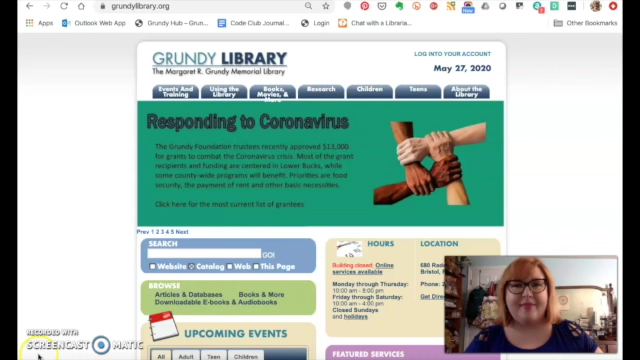 grundylibrary.org
Apps
Outlook Web App
Grundy Hub - Grun...
Code Club Journal...
Login
Chat with a Libraria...
Other Bookmarks
New
GRUNDY LIBRARY
The Margaret R. Grundy Memorial Library
LOG INTO YOUR ACCOUNT
May 27, 2020
Events And Training
Using the Library
Books, Movies, & More
Research
Children
Teens
About the Library
Responding to Coronavirus
The Grundy Foundation trustees recently approved $13,000
for grants to combat the Coronavirus crisis. Most of the grant
recipients and funding are centered in Lower Bucks, while
some county-wide programs will benefit. Priorities are food
security, the payment of rent and other basic necessities.
Click here for the most current list of grantees
Prev 1 2 3 4 5 Next
SEARCH
GO!
Website Catalog Web This Page
BROWSE
Articles & Databases Books & More
Downloadable E-books & Audiobooks
UPCOMING EVENTS
All Adult Teen Children
HOURS
Building closed; Online
services available
Monday through Thursday:
10:00 am - 8:00 pm
Friday through Saturday:
10:00 am - 4:00 pm
Closed Sundays
and holidays
LOCATION
680 Rad
Bristol,
Phone: 2
Get Direc
FEATURED SERVICES
RECORDED WITH
SCREENCAST MATIC